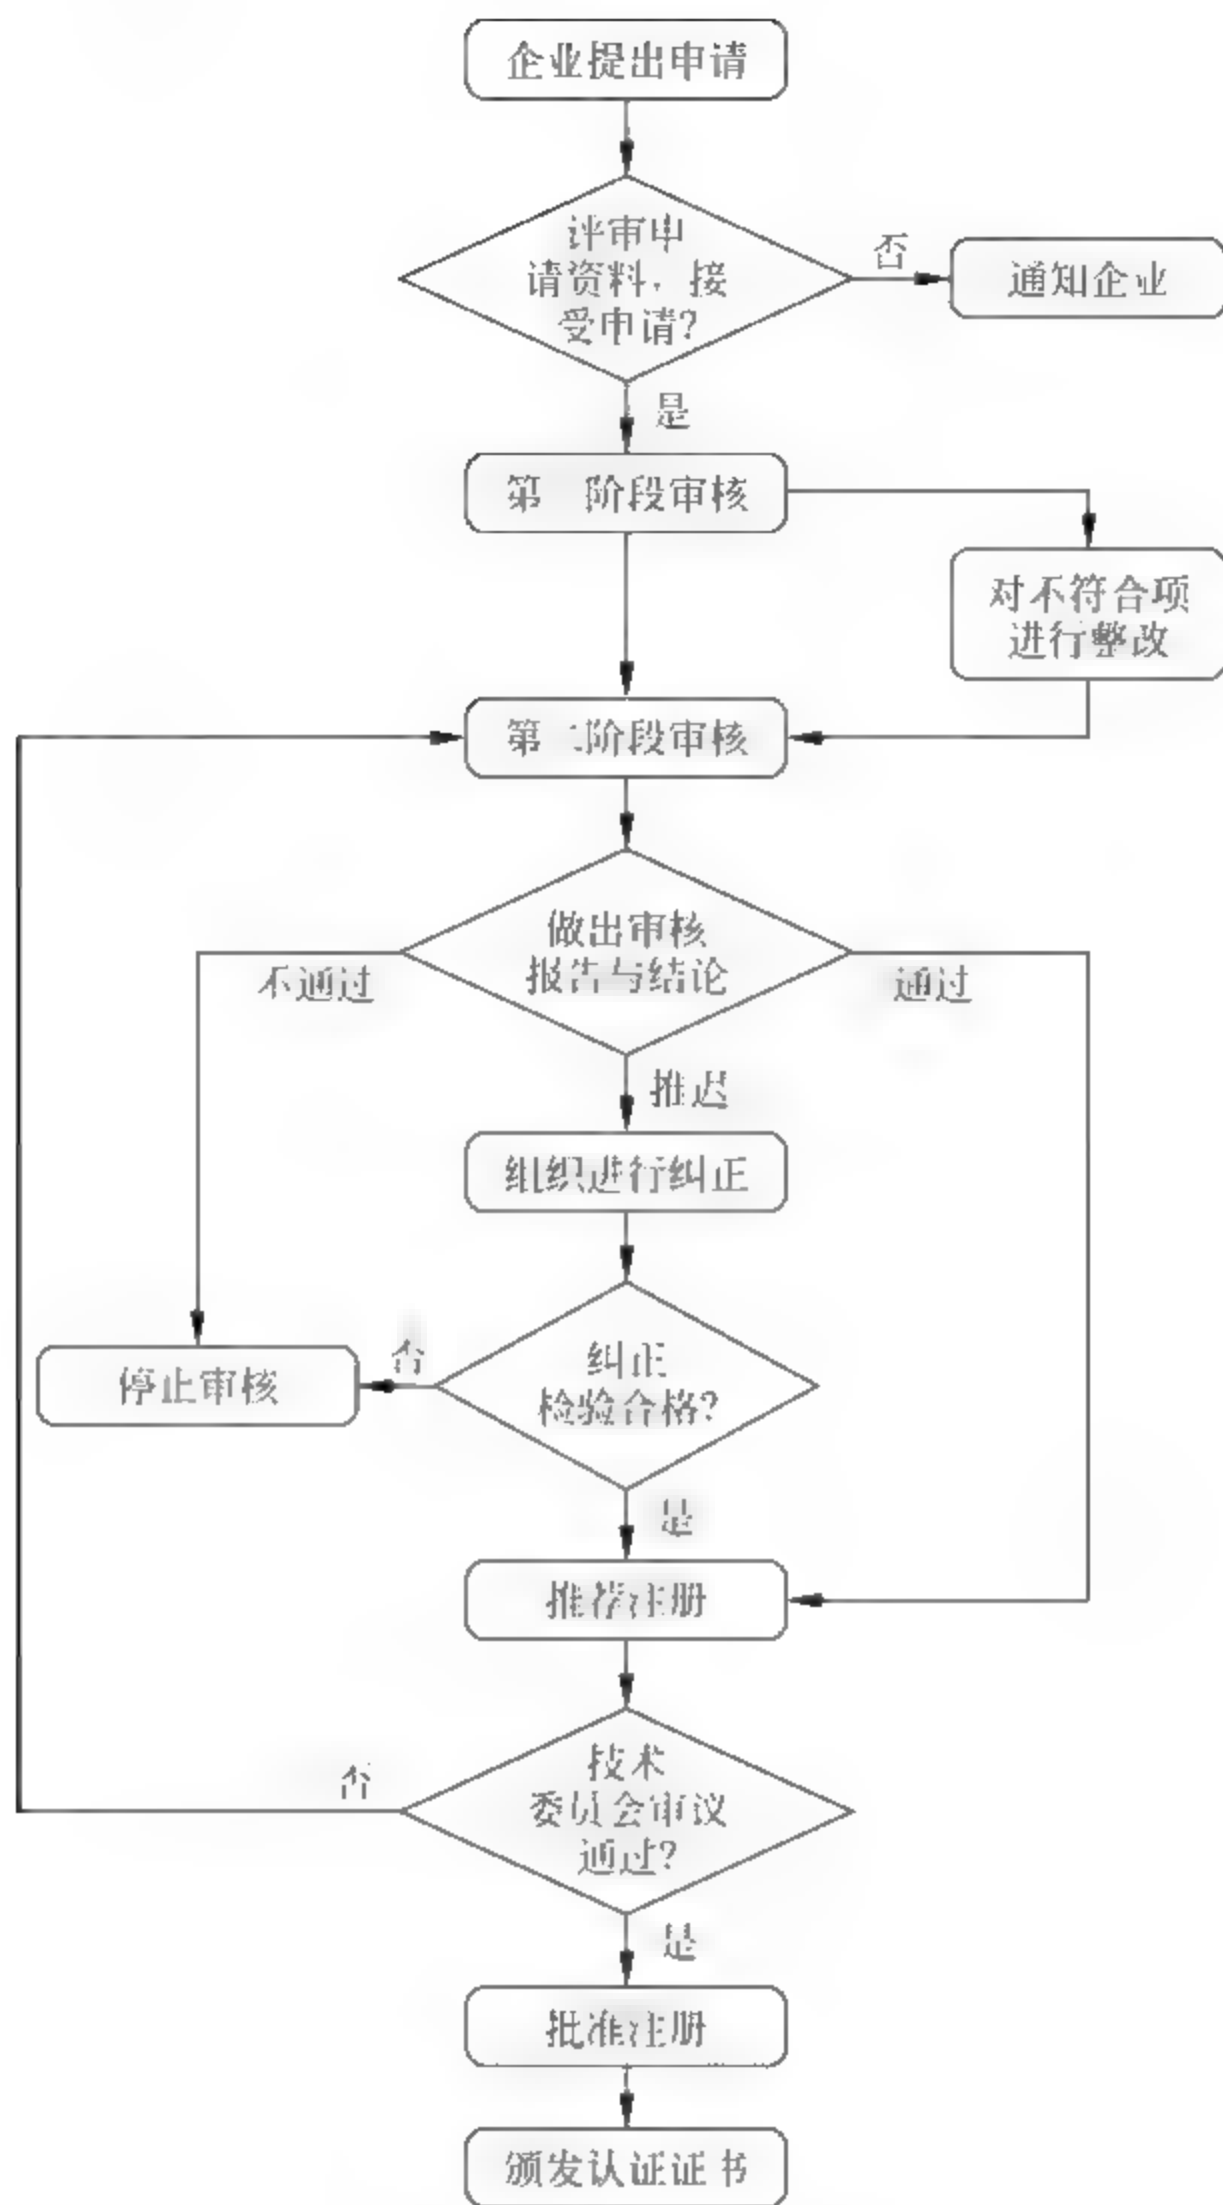 企业提出申请
评审申
请资料，接
受申请?
否
通知企业
是
第一阶段审核
对不符合项
进行整改
第二阶段审核
做出审核
报告与结论
不通过
通过
推迟
组织进行纠正
纠正
检验合格?
否
停止审核
是
推荐注册
技术
委员会审议
通过?
否
是
批准注册
颁发认证证书